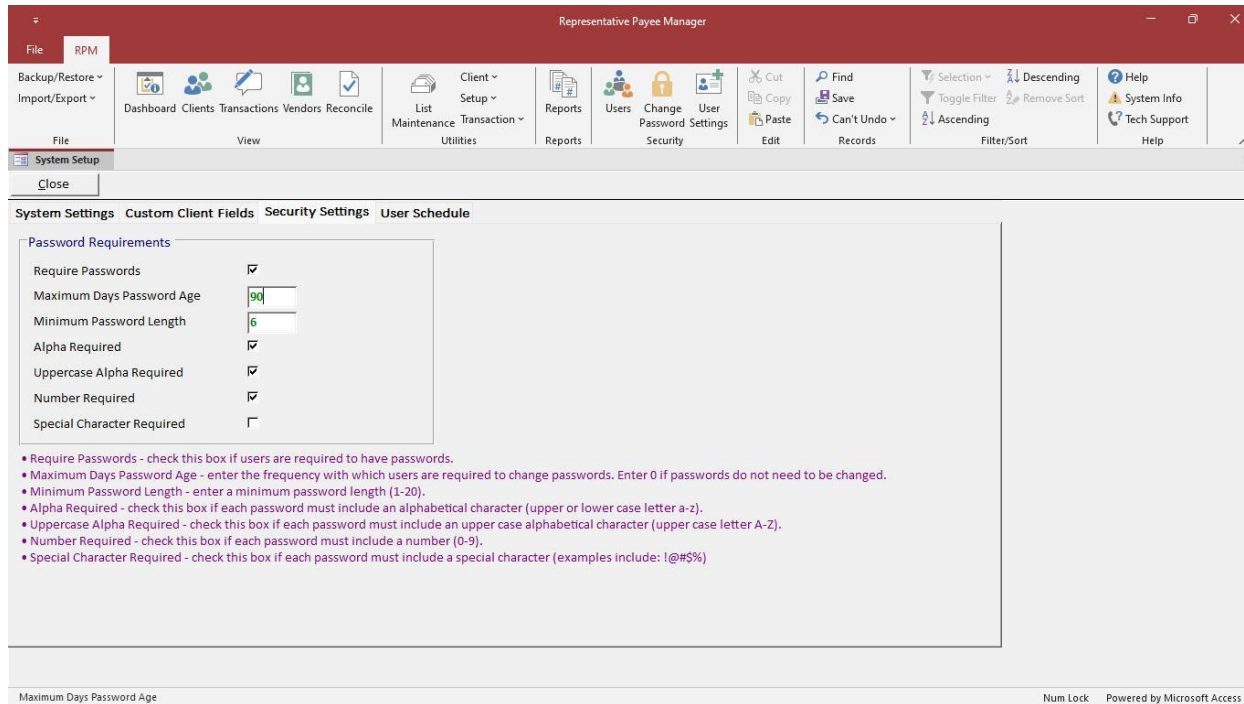 Representative Payee Manager
File RPM
Backup/Restore
Import/Export
Dashboard Clients Transactions Vendors Reconcile
List Maintenance
Client
Setup
Transaction
Reports
Users Change Password User Settings
Cut
Copy
Paste
Find
Save
Can't Undo
Selection
Toggle Filter
Ascending
Descending
Remove Sort
Help
System Info
Tech Support
File View Utilities Reports Security Edit Records Filter/Sort Help
System Setup
Close
System Settings Custom Client Fields Security Settings User Schedule
Password Requirements
Require Passwords
Maximum Days Password Age 90
Minimum Password Length 6
Alpha Required
Uppercase Alpha Required
Number Required
Special Character Required
• Require Passwords - check this box if users are required to have passwords.
• Maximum Days Password Age - enter the frequency with which users are required to change passwords. Enter 0 if passwords do not need to be changed.
• Minimum Password Length - enter a minimum password length (1-20).
• Alpha Required - check this box if each password must include an alphabetical character (upper or lower case letter a-z).
• Uppercase Alpha Required - check this box if each password must include an upper case alphabetical character (upper case letter A-Z).
• Number Required - check this box if each password must include a number (0-9).
• Special Character Required - check this box if each password must include a special character (examples include: !@#$%)
Maximum Days Password Age Num Lock Powered by Microsoft Access